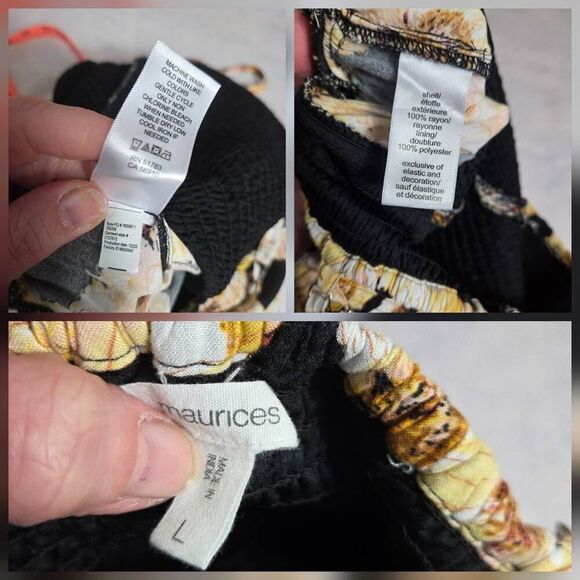 MACHINE WASH
COLD WITH LIKE
COLORS
GENTLE CYCLE
ONLY NON
CHLORINE BLEACH
WHEN NEEDED
TUMBLE DRY LOW
COOL IRON IF
NEEDED
RN 51783
Garment style #
shell/
étoffe
extérieure
100% rayon/
rayonne
lining/
doublure
100% polyester
exclusive of
elastic and
decoration/
sauf élastique
et décoration
maurices
MADE IN
INDIA
L